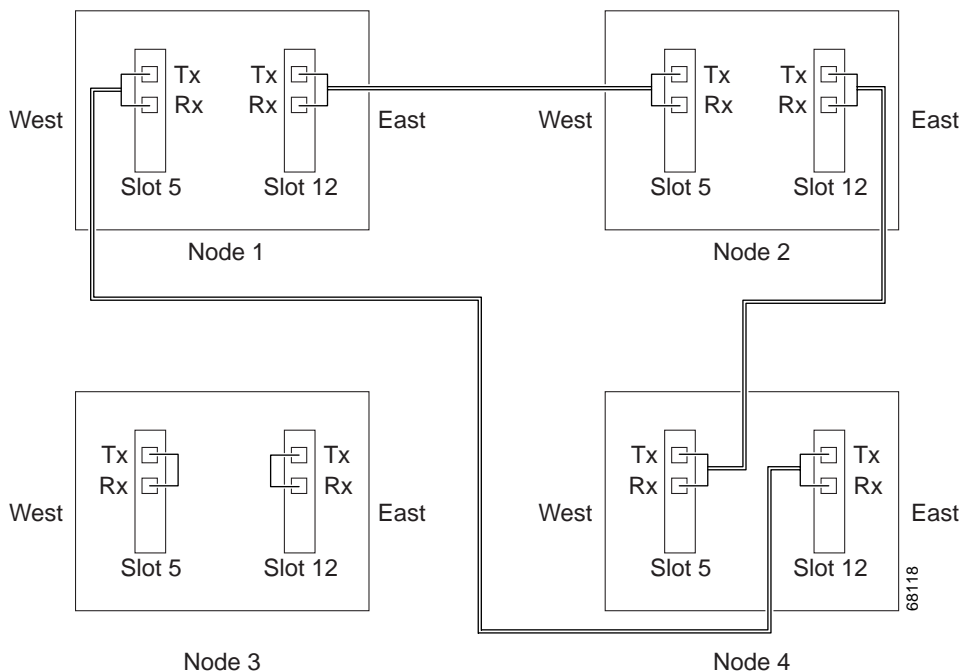 Tx Tx Tx Tx
Rx Rx Rx Rx
West East West East
Slot 5 Slot 12 Slot 5 Slot 12
Node 1 Node 2
Tx Tx Tx Tx
Rx Rx Rx Rx
West East West East
Slot 5 Slot 12 Slot 5 Slot 12
68118
Node 3 Node 4